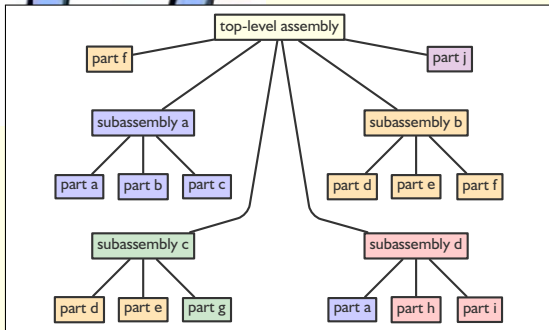 top-level assembly
part f
part j
subassembly a
subassembly b
part a
part b
part c
part d
part e
part f
subassembly c
subassembly d
part d
part e
part g
part a
part h
part i